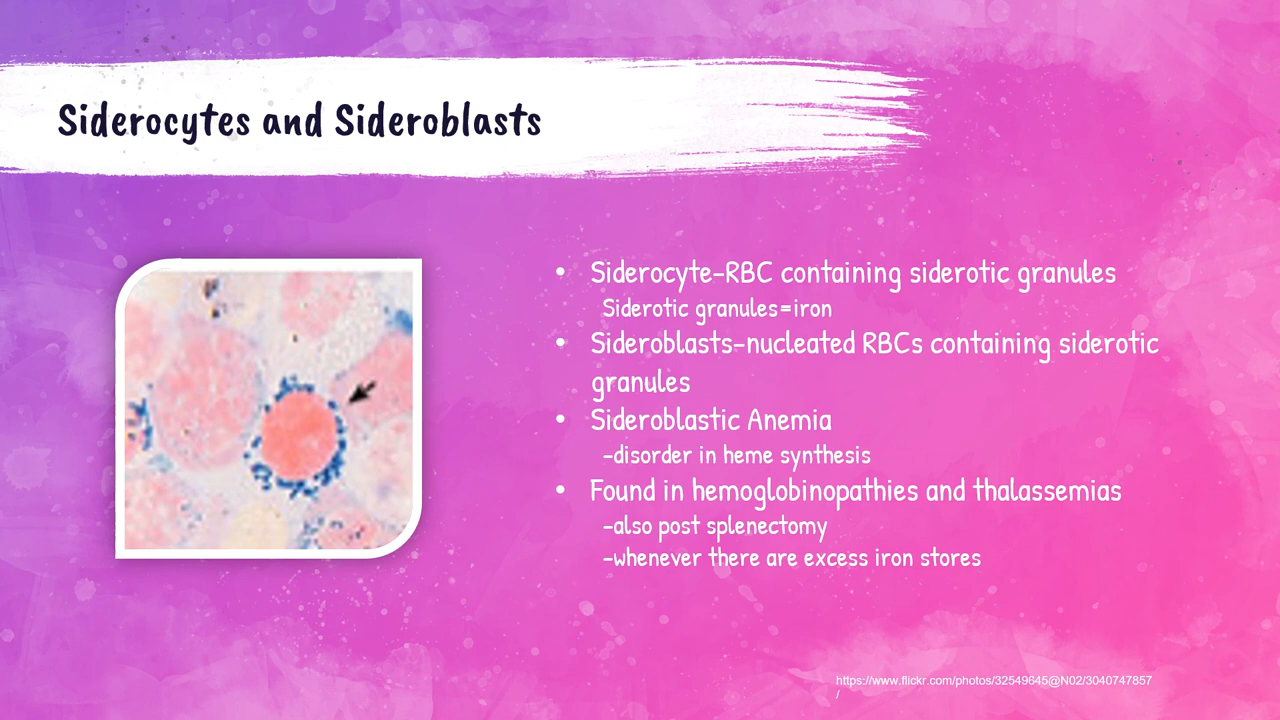 Siderocytes and Sideroblasts
• Siderocyte-RBC containing siderotic granules
Siderotic granules=iron
• Sideroblasts-nucleated RBCs containing siderotic
granules
• Sideroblastic Anemia
-disorder in heme synthesis
• Found in hemoglobinopathies and thalassemias
-also post splenectomy
-whenever there are excess iron stores
https://www.flickr.com/photos/32549645@N02/3040747857
/